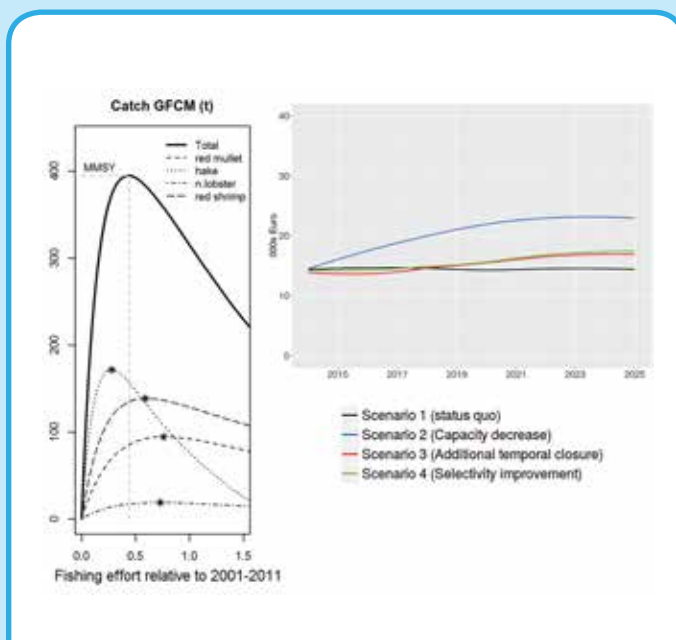 Catch GFCM (t)
MMSY
Total
red mullet
hake
n.lobster
red shrimp
400
300
200
100
0
0.0 0.5 1.0 1.5
Fishing effort relative to 2001-2011
40
30
20
10
0
000s Euro
2015 2017 2019 2021 2023 2025
Scenario 1 (status quo)
Scenario 2 (Capacity decrease)
Scenario 3 (Additional temporal closure)
Scenario 4 (Selectivity improvement)